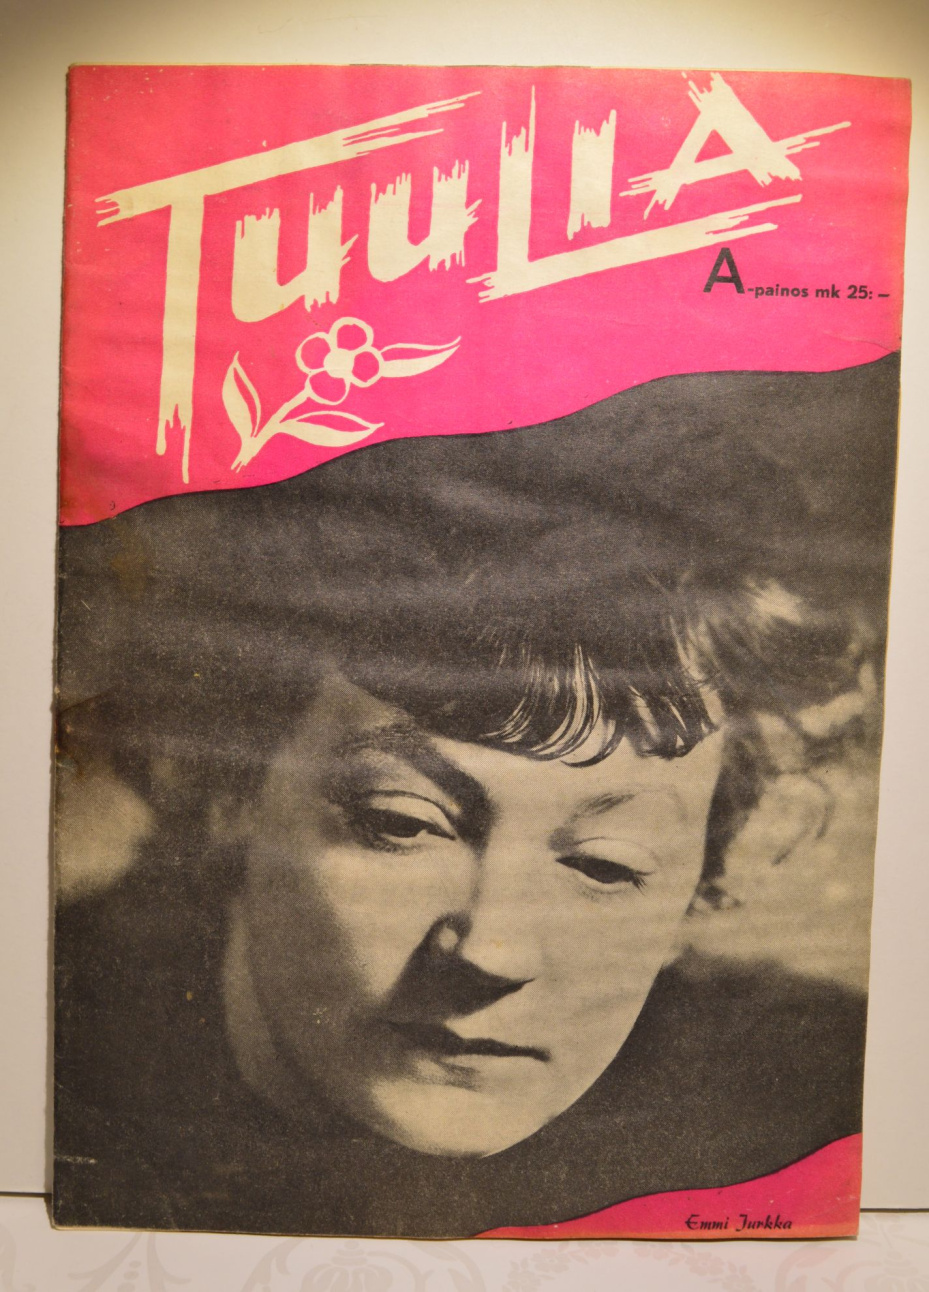 TUULIA
A-painos mk 25: –
Emmi Jurkka